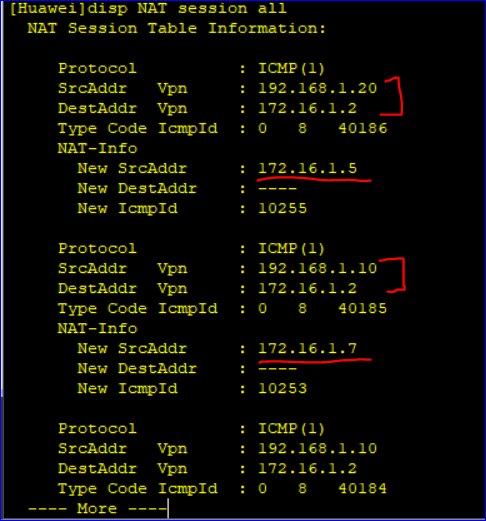 [Huawei]disp NAT session all
NAT Session Table Information:
Protocol : ICMP(1)
SrcAddr Vpn : 192.168.1.20
DestAddr Vpn : 172.16.1.2
Type Code IcmpId : 0 8 40186
NAT-Info
New SrcAddr : 172.16.1.5
New DestAddr : ----
New IcmpId : 10255
Protocol : ICMP(1)
SrcAddr Vpn : 192.168.1.10
DestAddr Vpn : 172.16.1.2
Type Code IcmpId : 0 8 40185
NAT-Info
New SrcAddr : 172.16.1.7
New DestAddr : ----
New IcmpId : 10253
Protocol : ICMP(1)
SrcAddr Vpn : 192.168.1.10
DestAddr Vpn : 172.16.1.2
Type Code IcmpId : 0 8 40184
---- More ----